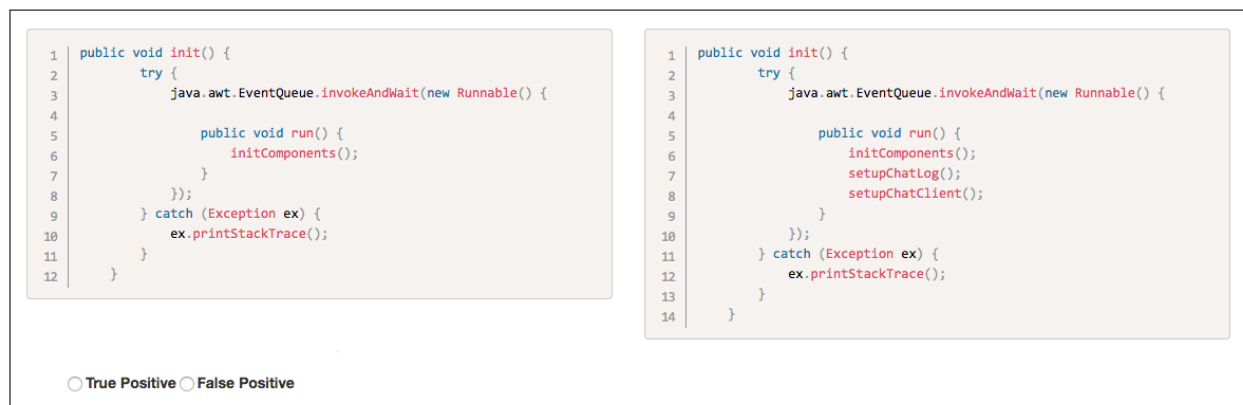 1 public void init() {
2 try {
3 java.awt.EventQueue.invokeAndWait(new Runnable() {
4
5 public void run() {
6 initComponents();
7 }
8 });
9 } catch (Exception ex) {
10 ex.printStackTrace();
11 }
12 }
1 public void init() {
2 try {
3 java.awt.EventQueue.invokeAndWait(new Runnable() {
4
5 public void run() {
6 initComponents();
7 setupChatLog();
8 setupChatClient();
9 }
10 });
11 } catch (Exception ex) {
12 ex.printStackTrace();
13 }
14 }
True Positive False Positive